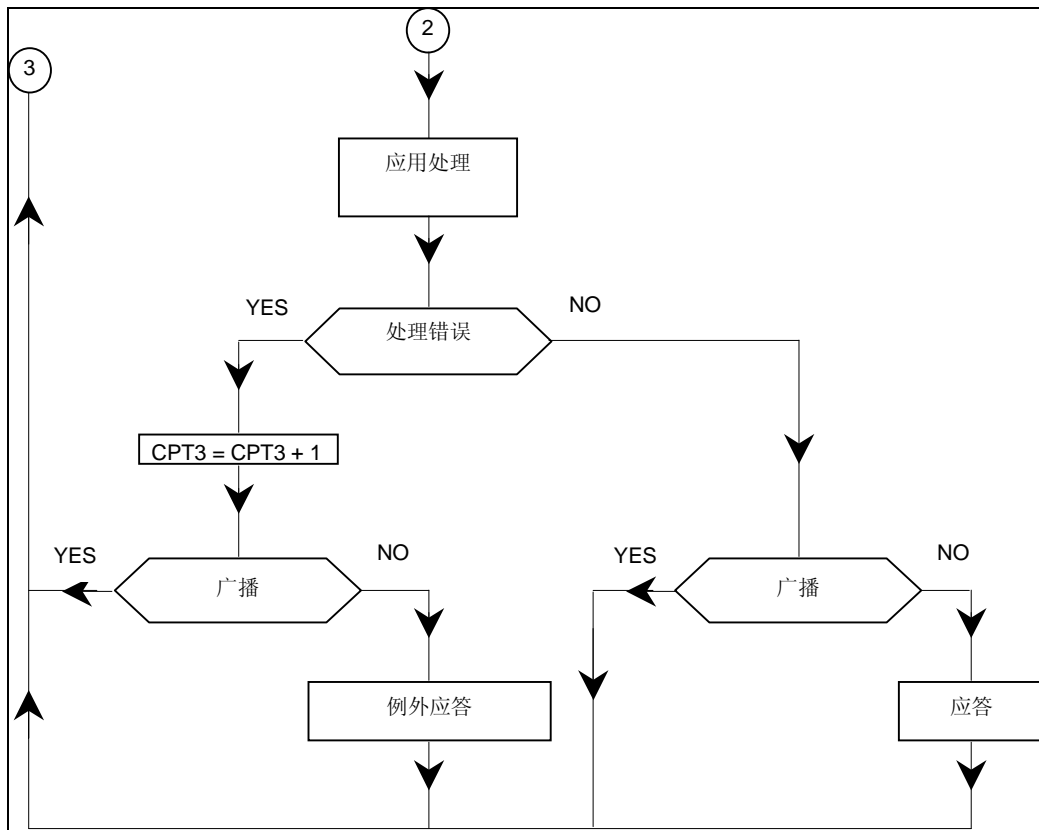 2
3
应用处理
YES
NO
处理错误
CPT3 = CPT3 + 1
YES
NO
YES
NO
广播
广播
例外应答
应答